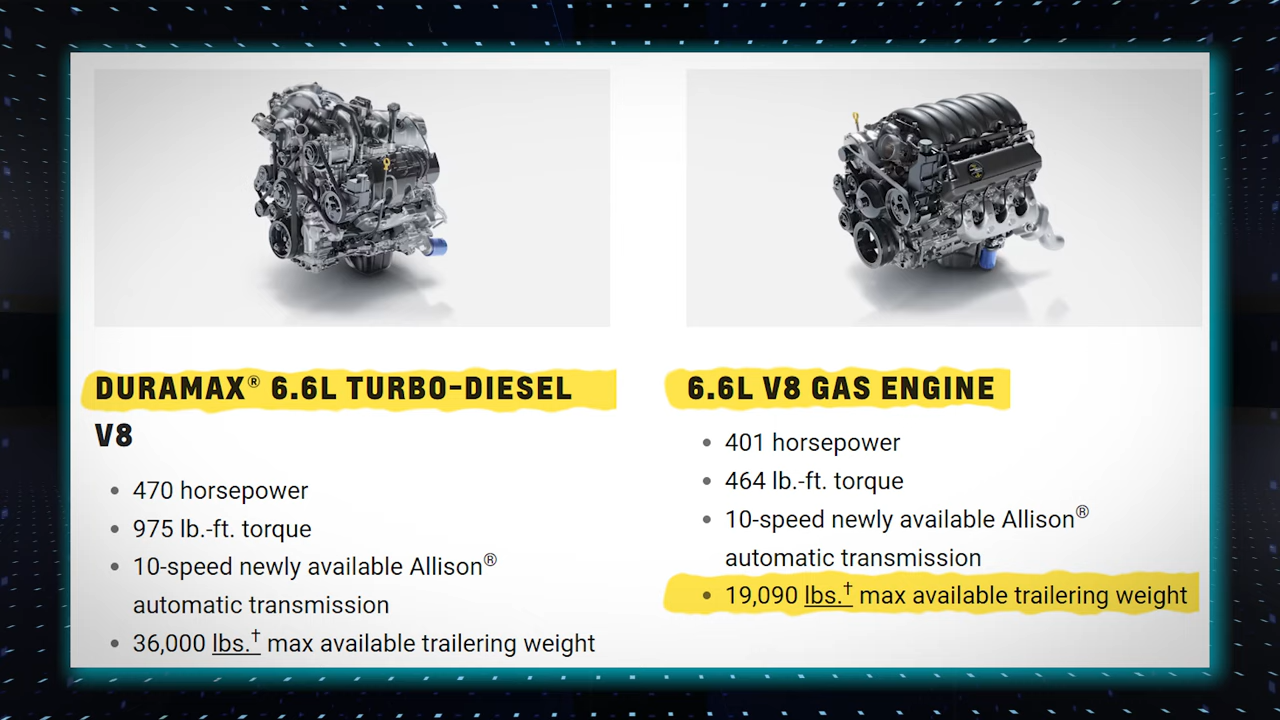 DURAMAX® 6.6L TURBO-DIESEL
V8
• 470 horsepower
• 975 lb.-ft. torque
• 10-speed newly available Allison®
automatic transmission
• 36,000 lbs.† max available trailering weight
6.6L V8 GAS ENGINE
• 401 horsepower
• 464 lb.-ft. torque
• 10-speed newly available Allison®
automatic transmission
• 19,090 lbs.† max available trailering weight